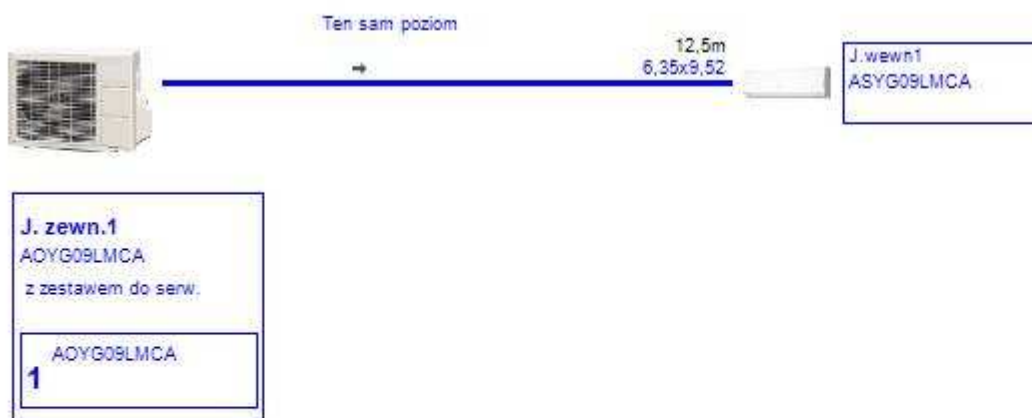 Ten sam poziom
12,5m
6,35x9,52
J.wewn1
ASYG09LMCA
J. zewn.1
AOYG09LMCA
z zestawem do serw.
AOYG09LMCA
1